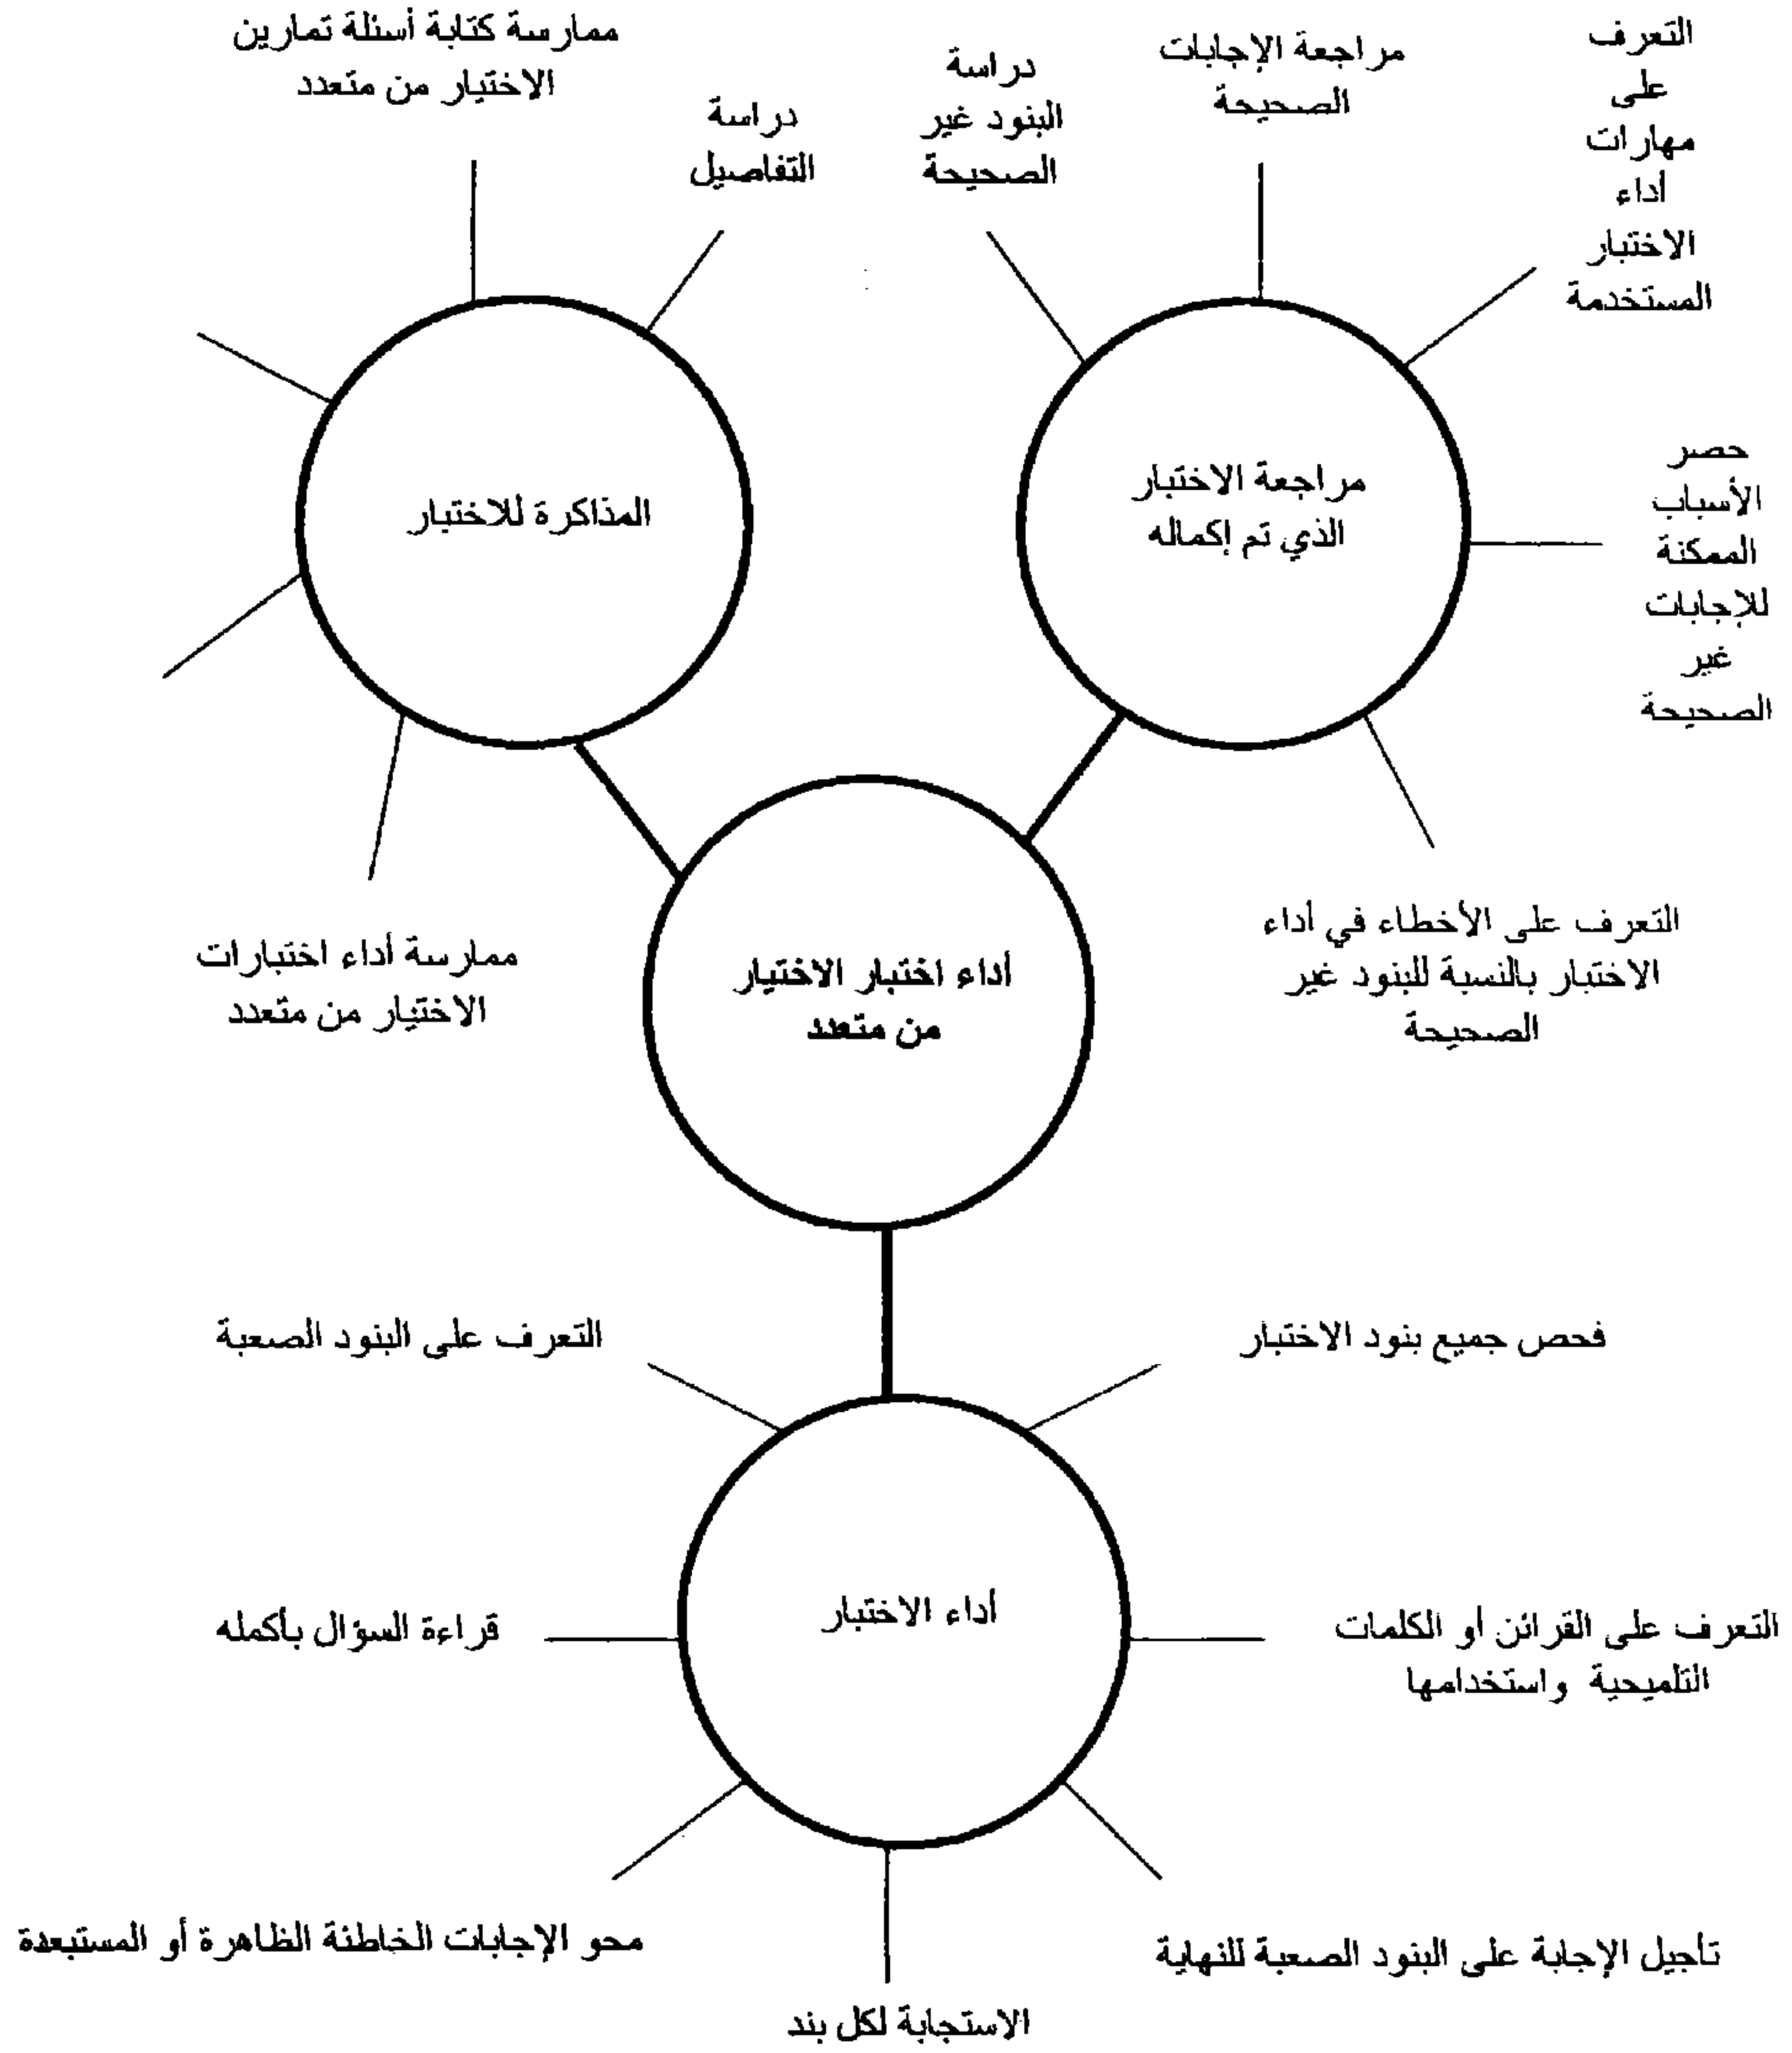 ممارسة كتابة أسئلة تمارين
الاختيار من متعدد
دراسة
التفاصيل
دراسة
البنود غير
الصحيحة
مراجعة الإجابات
الصحيحة
التعرف
على
مهارات
أداء
الاختبار
المستخدمة
حصر
الأسباب
الممكنة
للإجابات
غير
الصحيحة
مراجعة الاختبار
الذي تم إكماله
المذاكرة للاختبار
التعرف على الأخطاء في أداء
الاختبار بالنسبة للبنود غير
الصحيحة
ممارسة أداء اختبارات
الاختيار من متعدد
أداء اختبار الاختيار
من متعدد
فحص جميع بنود الاختبار
التعرف على البنود الصعبة
أداء الاختبار
التعرف على القرائن أو الكلمات
التلميحية واستخدامها
قراءة السؤال بأكمله
تأجيل الإجابة على البنود الصعبة للنهاية
محو الإجابات الخاطئة الظاهرة أو المستبعدة
الاستجابة لكل بند